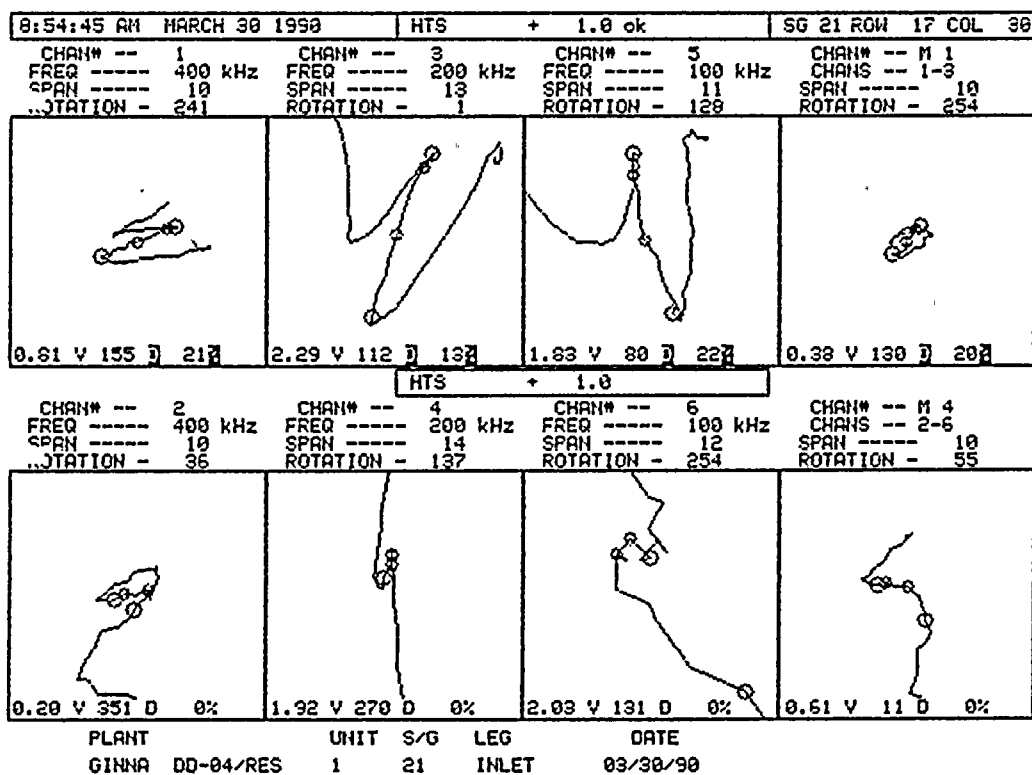 8:54:45 AM MARCH 30 1990 HTS + 1.0 ok SG 21 ROW 17 COL 30
CHAN# -- 1 CHAN# -- 3 CHAN# -- 5 CHAN# -- M 1
FREQ ----- 400 kHz FREQ ----- 200 kHz FREQ ----- 100 kHz CHANS -- 1-3
SPAN ----- 10 SPAN ----- 13 SPAN ----- 11 SPAN ----- 10
..OTATION - 241 ROTATION - 1 ROTATION - 128 ROTATION - 254
0.81 V 155 D 21% 2.29 V 112 D 13% 1.83 V 80 D 22% 0.38 V 130 D 20%
HTS + 1.0
CHAN# -- 2 CHAN# -- 4 CHAN# -- 6 CHAN# -- M 4
FREQ ----- 400 kHz FREQ ----- 200 kHz FREQ ----- 100 kHz CHANS -- 2-6
SPAN ----- 10 SPAN ----- 14 SPAN ----- 12 SPAN ----- 10
..OTATION - 36 ROTATION - 137 ROTATION - 254 ROTATION - 55
0.20 V 351 D 0% 1.92 V 270 D 0% 2.03 V 131 D 0% 0.61 V 11 D 0%
PLANT UNIT S/G LEG DATE
GINNA DD-04/RES 1 21 INLET 03/30/90